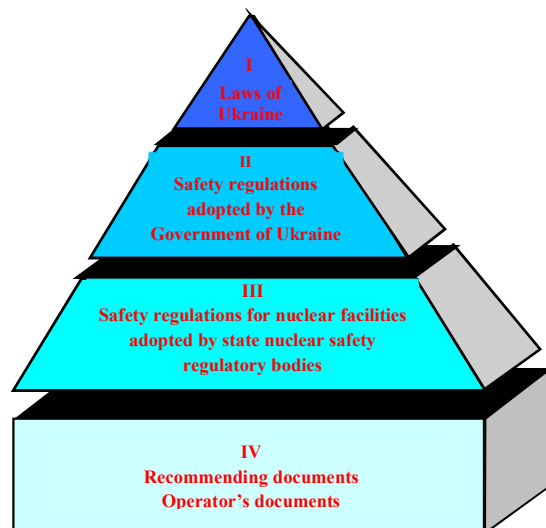 I
Laws of
Ukraine
II
Safety regulations
adopted by the
Government of Ukraine
III
Safety regulations for nuclear facilities
adopted by state nuclear safety
regulatory bodies
IV
Recommending documents
Operator's documents